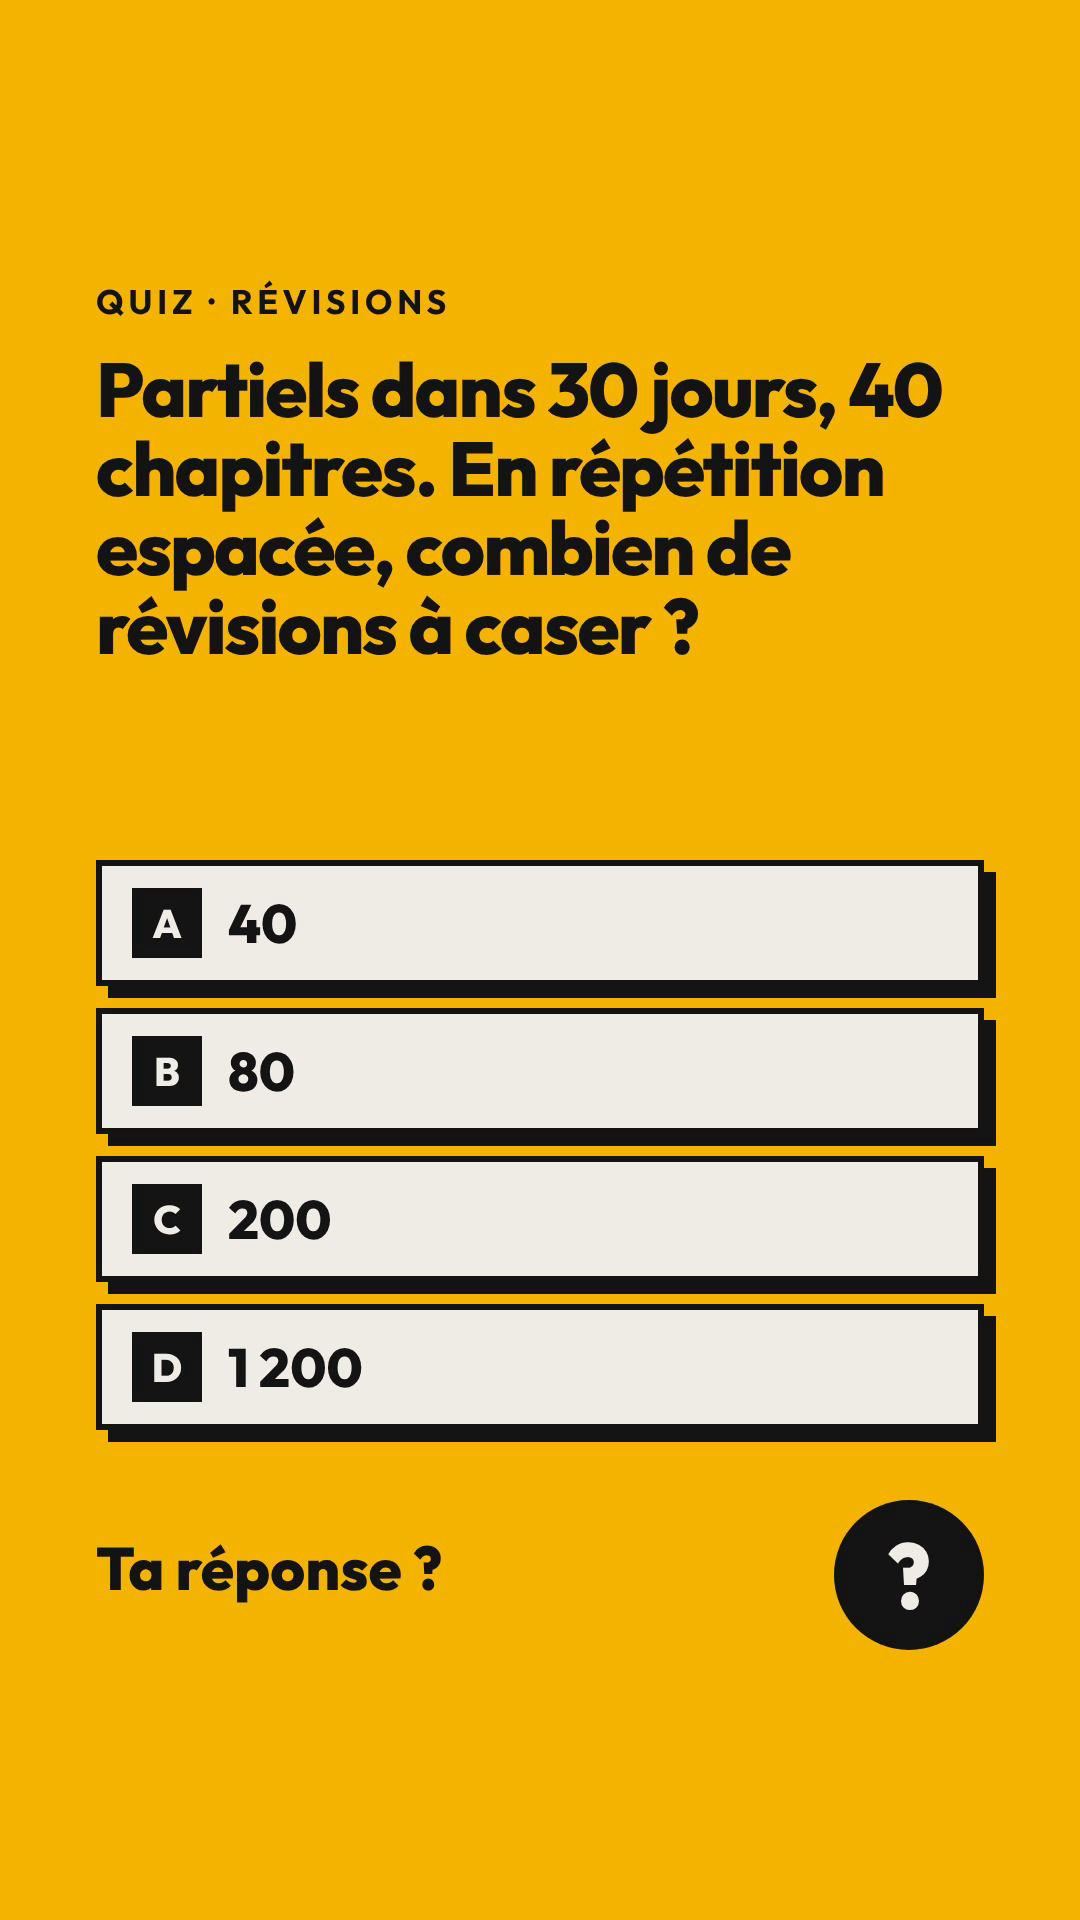 QUIZ · RÉVISIONS
Partiels dans 30 jours, 40
chapitres. En répétition
espacée, combien de
révisions à caser ?
A 40
B 80
C 200
D 1 200
Ta réponse ?
?